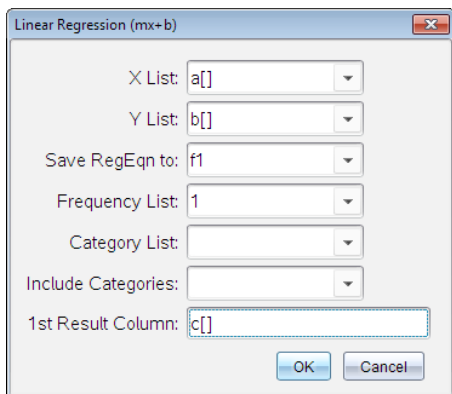 Linear Regression (mx+b)
X List: a[]
Y List: b[]
Save RegEqn to: f1
Frequency List: 1
Category List:
Include Categories:
1st Result Column: c[]
OK Cancel